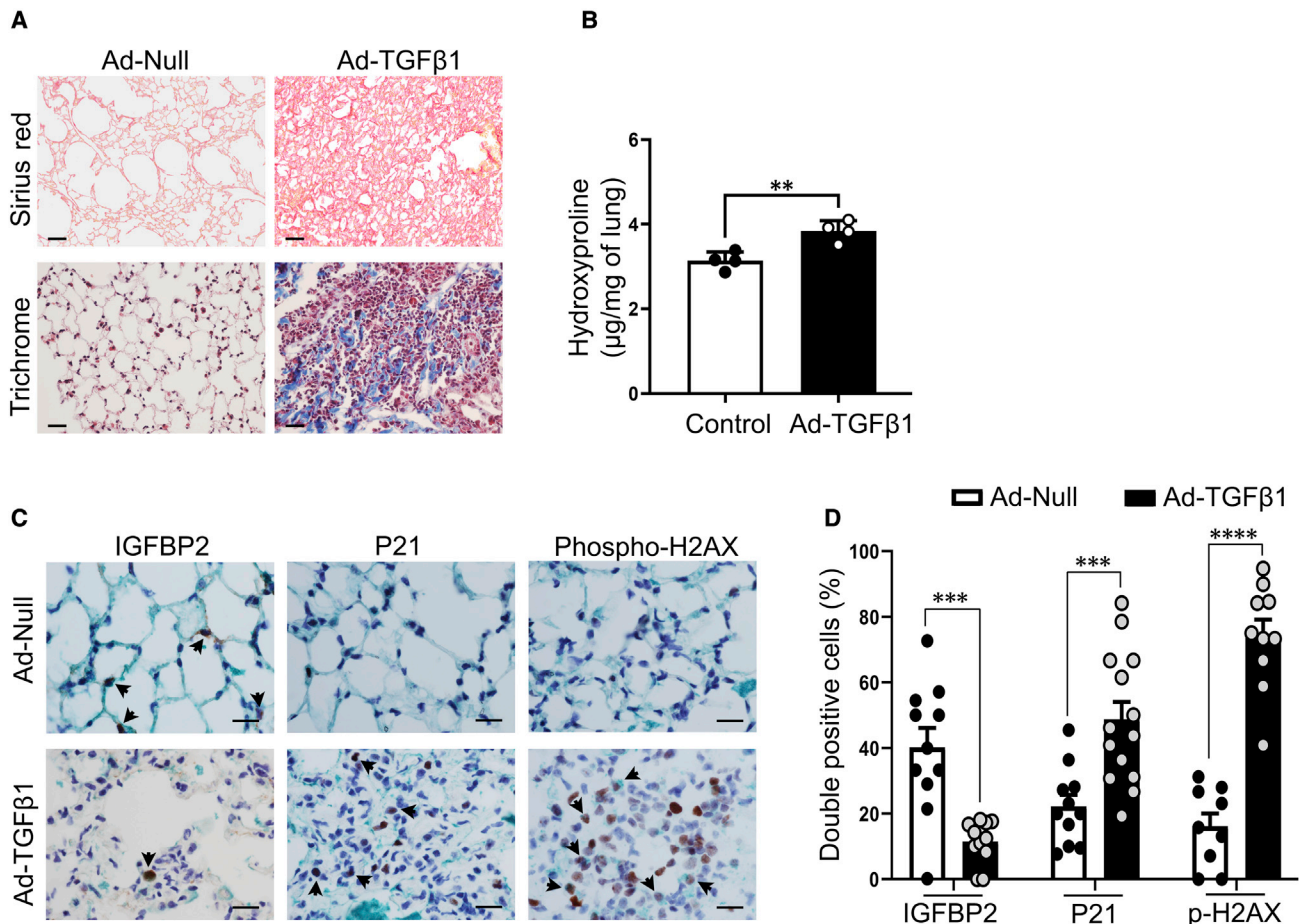 A
Ad-Null Ad-TGFβ1
Sirius red
Trichrome
B
Hydroxyproline
(µg/mg of lung)
6
4
2
0
**
Control Ad-TGFβ1
C
IGFBP2 P21 Phospho-H2AX
Ad-Null
Ad-TGFβ1
D
Ad-Null Ad-TGFβ1
Double positive cells (%)
100
80
60
40
20
0
*** *** ****
IGFBP2 P21 p-H2AX